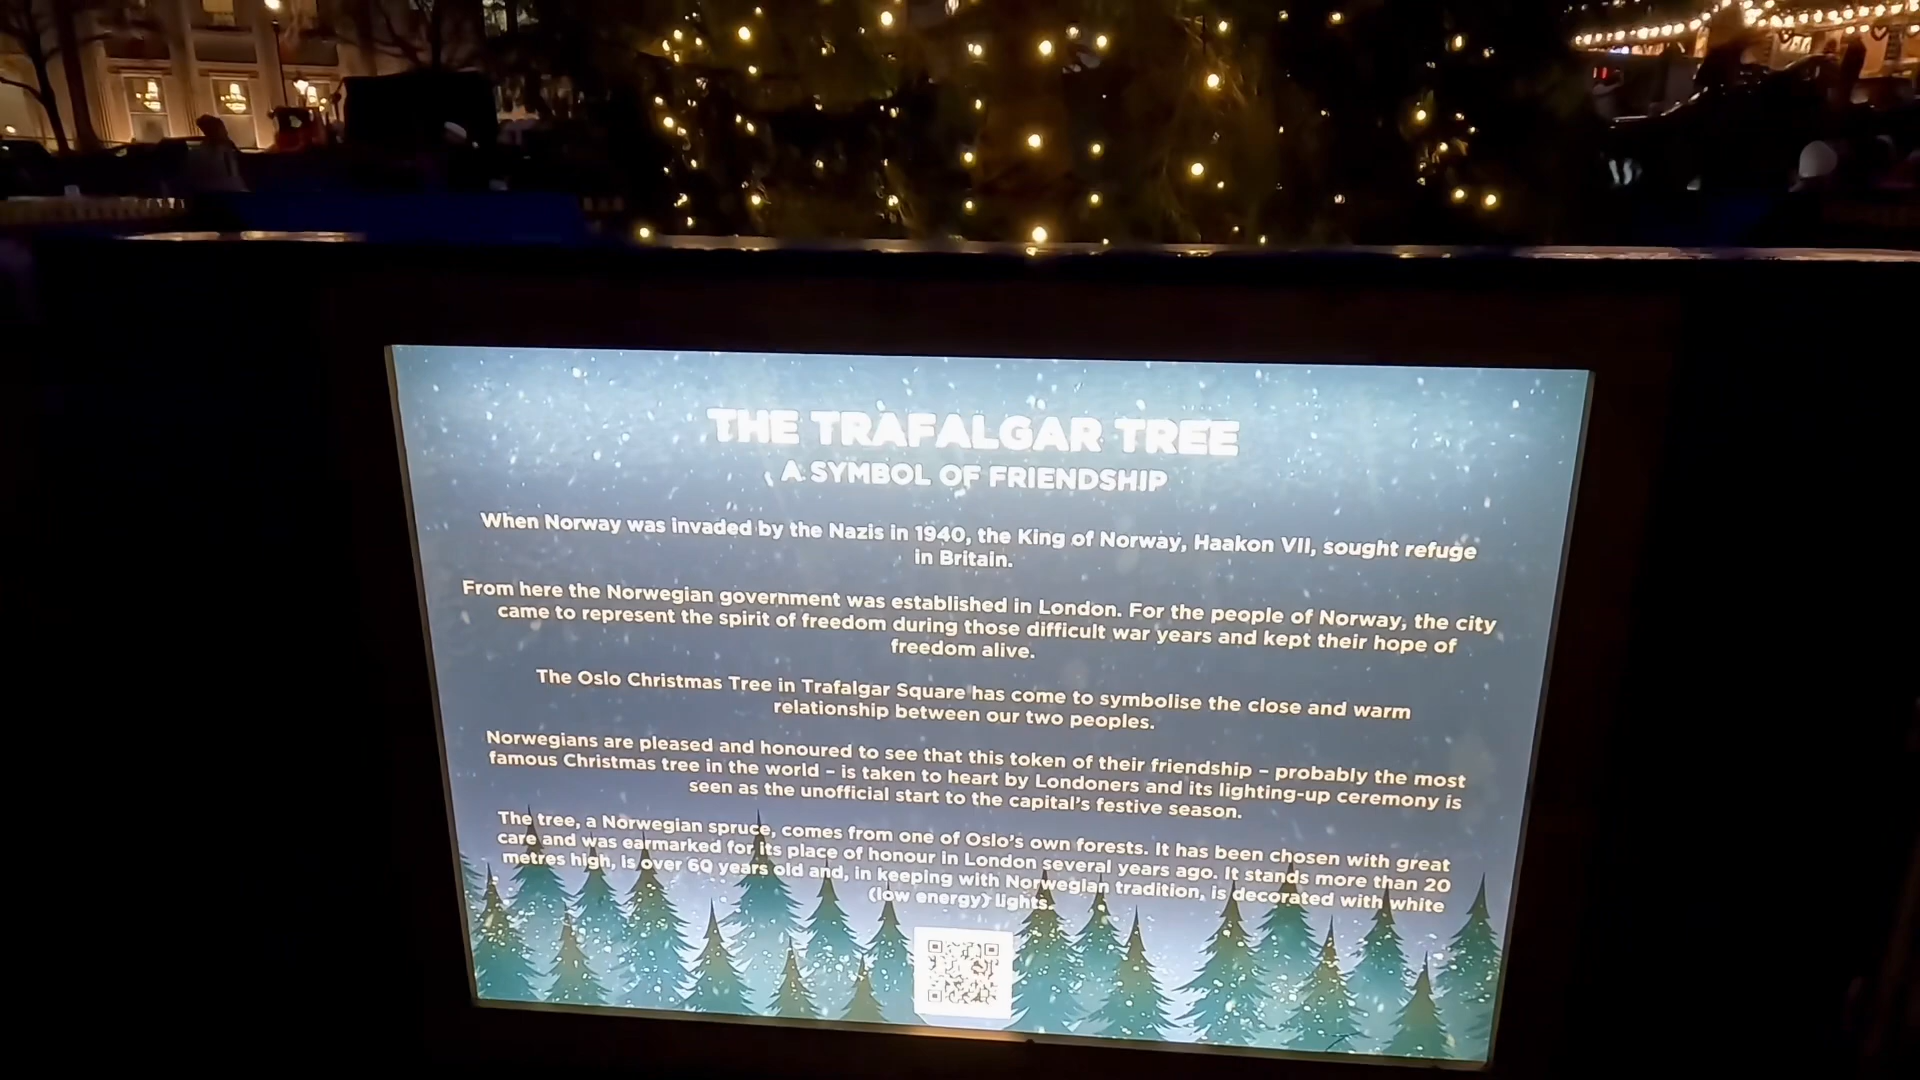 THE TRAFALGAR TREE
A SYMBOL OF FRIENDSHIP
When Norway was invaded by the Nazis in 1940, the King of Norway, Haakon VII, sought refuge
in Britain.
From here the Norwegian government was established in London. For the people of Norway, the city
came to represent the spirit of freedom during those difficult war years and kept their hope of
freedom alive.
The Oslo Christmas Tree in Trafalgar Square has come to symbolise the close and warm
relationship between our two peoples.
Norwegians are pleased and honoured to see that this token of their friendship – probably the most
famous Christmas tree in the world – is taken to heart by Londoners and its lighting-up ceremony is
seen as the unofficial start to the capital's festive season.
The tree, a Norwegian spruce, comes from one of Oslo's own forests. It has been chosen with great
care and was earmarked for its place of honour in London several years ago. It stands more than 20
metres high, is over 60 years old and, in keeping with Norwegian tradition, is decorated with white
(low energy) lights.